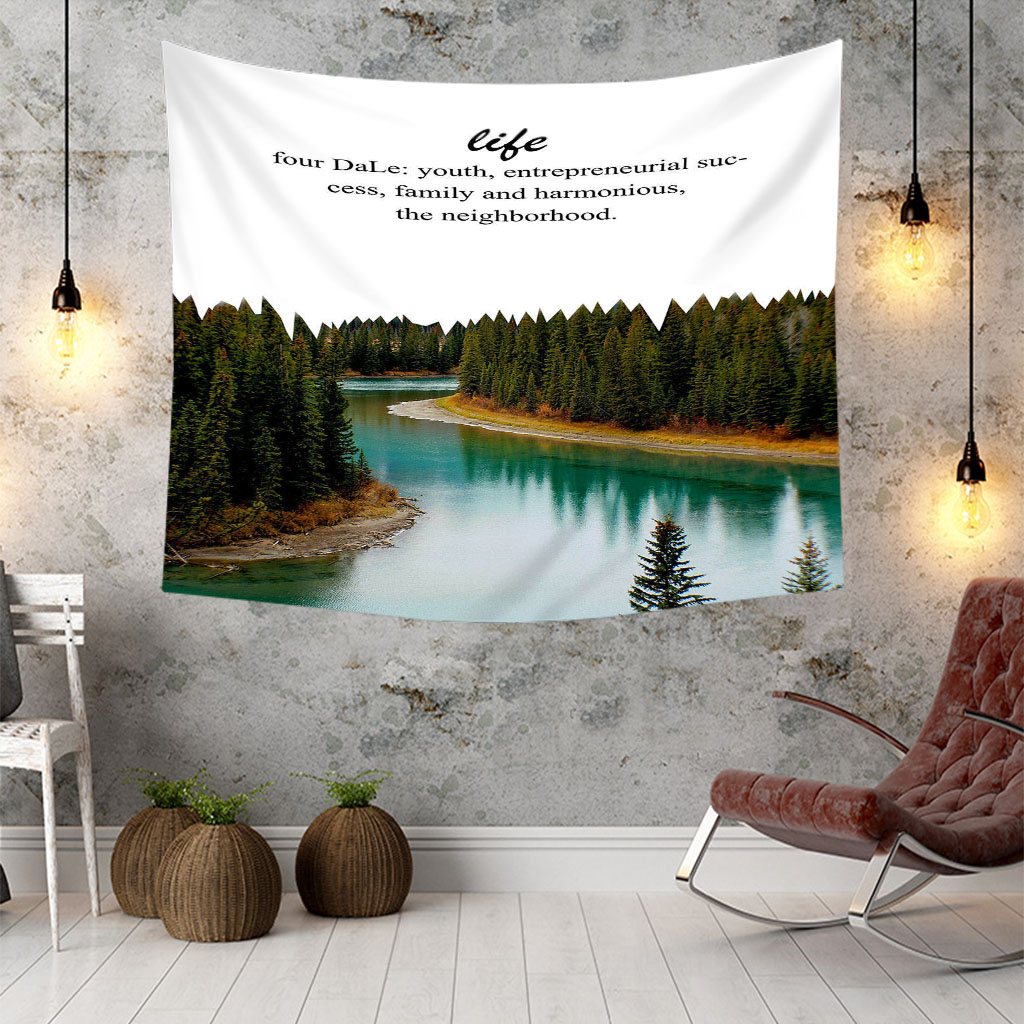 life
four DaLe: youth, entrepreneurial suc-
cess, family and harmonious,
the neighborhood.